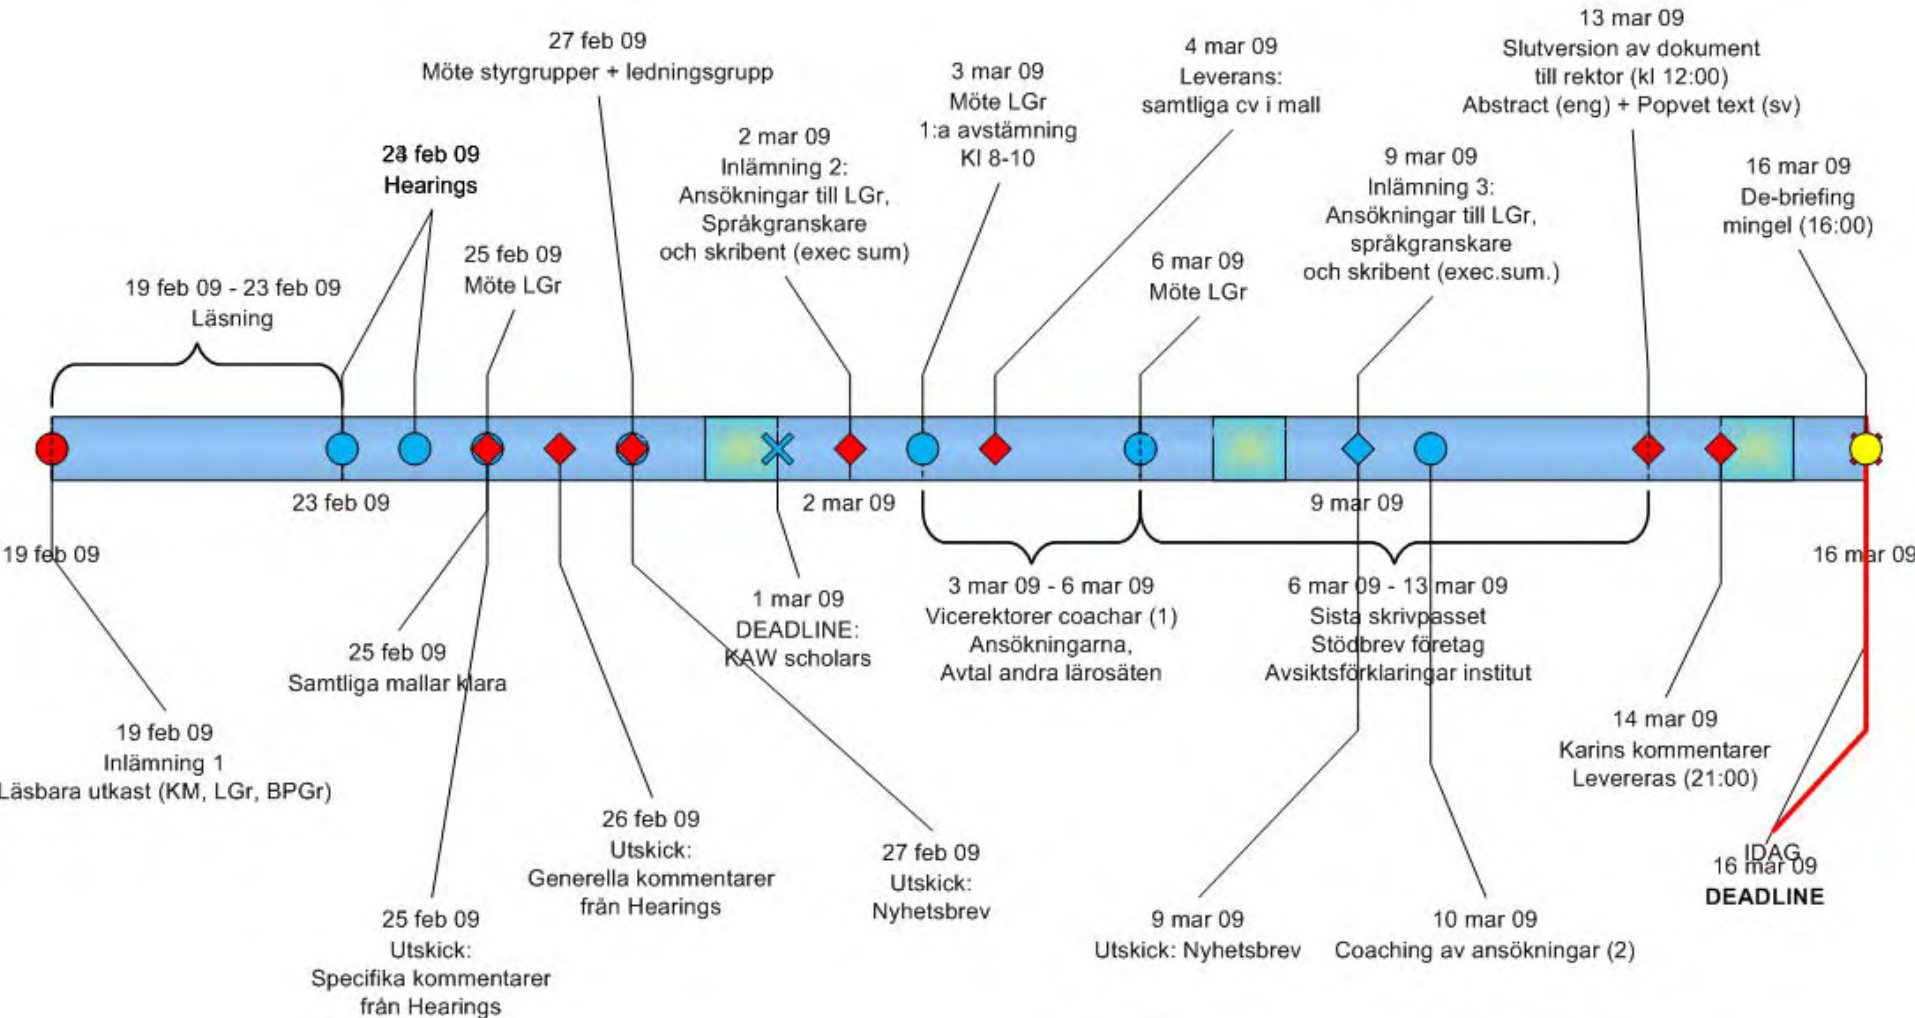 13 mar 09
Slutversion av dokument
till rektor (kl 12:00)
Abstract (eng) + Popvet text (sv)
27 feb 09
Möte styrgrupper + ledningsgrupp
4 mar 09
Leverans:
samtliga cv i mall
3 mar 09
Möte LGr
1:a avstämning
Kl 8-10
2 mar 09
Inlämning 2:
Ansökningar till LGr,
Språkgranskare
och skribent (exec sum)
feb 09
Hearings
9 mar 09
Inlämning 3:
Ansökningar till LGr,
språkgranskare
och skribent (exec.sum.)
16 mar 09
De-briefing
mingel (16:00)
25 feb 09
Möte LGr
6 mar 09
Möte LGr
19 feb 09 - 23 feb 09
Läsning
23 feb 09
2 mar 09
9 mar 09
19 feb 09
16 mar 09
3 mar 09 - 6 mar 09
Vicerektorer coachar (1)
Ansökningarna,
Avtal andra lärosäten
6 mar 09 - 13 mar 09
Sista skrivpasset
Stödbrev företag
Avsiktsförklaringar institut
1 mar 09
DEADLINE:
KAW scholars
25 feb 09
Samtliga mallar klara
19 feb 09
Inlämning 1
Läsbara utkast (KM, LGr, BPGr)
14 mar 09
Karins kommentarer
Levereras (21:00)
26 feb 09
Utskick:
Generella kommentarer
från Hearings
27 feb 09
Utskick:
Nyhetsbrev
IDAG
16 mar 09
DEADLINE
25 feb 09
Utskick:
Specifika kommentarer
från Hearings
9 mar 09
Utskick: Nyhetsbrev
10 mar 09
Coaching av ansökningar (2)